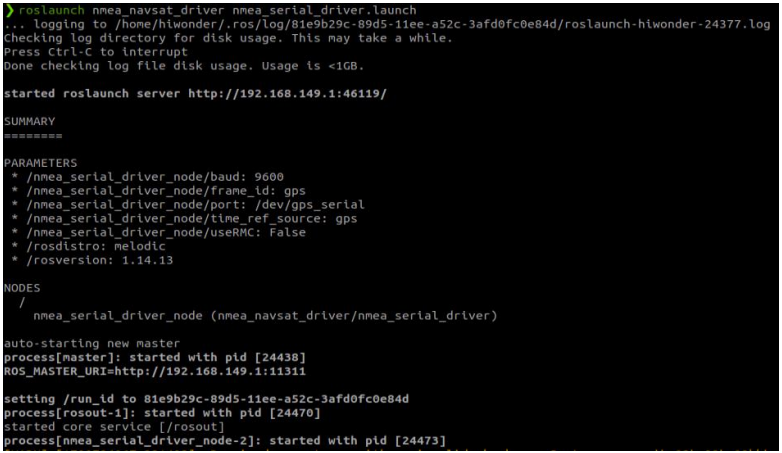 ❯ roslaunch nmea_navsat_driver nmea_serial_driver.launch
... logging to /home/hiwonder/.ros/log/81e9b29c-89d5-11ee-a52c-3afd0fc0e84d/roslaunch-hiwonder-24377.log
Checking log directory for disk usage. This may take a while.
Press Ctrl-C to interrupt
Done checking log file disk usage. Usage is <1GB.
started roslaunch server http://192.168.149.1:46119/
SUMMARY
========
PARAMETERS
* /nmea_serial_driver_node/baud: 9600
* /nmea_serial_driver_node/frame_id: gps
* /nmea_serial_driver_node/port: /dev/gps_serial
* /nmea_serial_driver_node/time_ref_source: gps
* /nmea_serial_driver_node/useRMC: False
* /rosdistro: melodic
* /rosversion: 1.14.13
NODES
/
nmea_serial_driver_node (nmea_navsat_driver/nmea_serial_driver)
auto-starting new master
process[master]: started with pid [24438]
ROS_MASTER_URI=http://192.168.149.1:11311
setting /run_id to 81e9b29c-89d5-11ee-a52c-3afd0fc0e84d
process[rosout-1]: started with pid [24470]
started core service [/rosout]
process[nmea_serial_driver_node-2]: started with pid [24473]